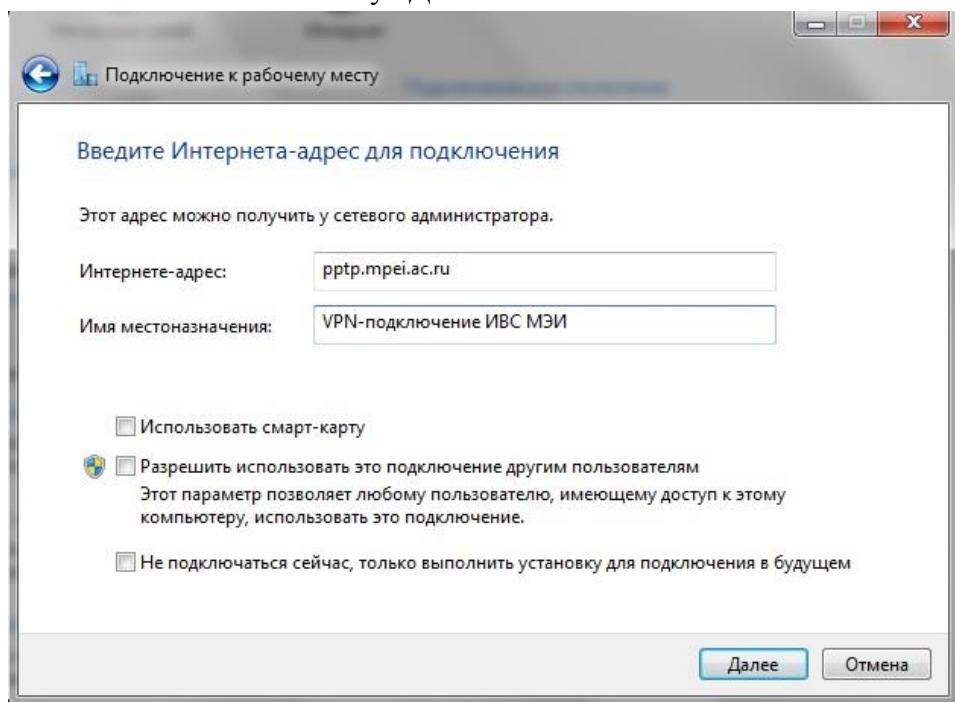 Подключение к рабочему месту
Введите Интернета-адрес для подключения
Этот адрес можно получить у сетевого администратора.
Интернете-адрес: pptp.mpei.ac.ru
Имя местоназначения: VPN-подключение ИВС МЭИ
Использовать смарт-карту
Разрешить использовать это подключение другим пользователям
Этот параметр позволяет любому пользователю, имеющему доступ к этому
компьютеру, использовать это подключение.
Не подключаться сейчас, только выполнить установку для подключения в будущем
Далее Отмена